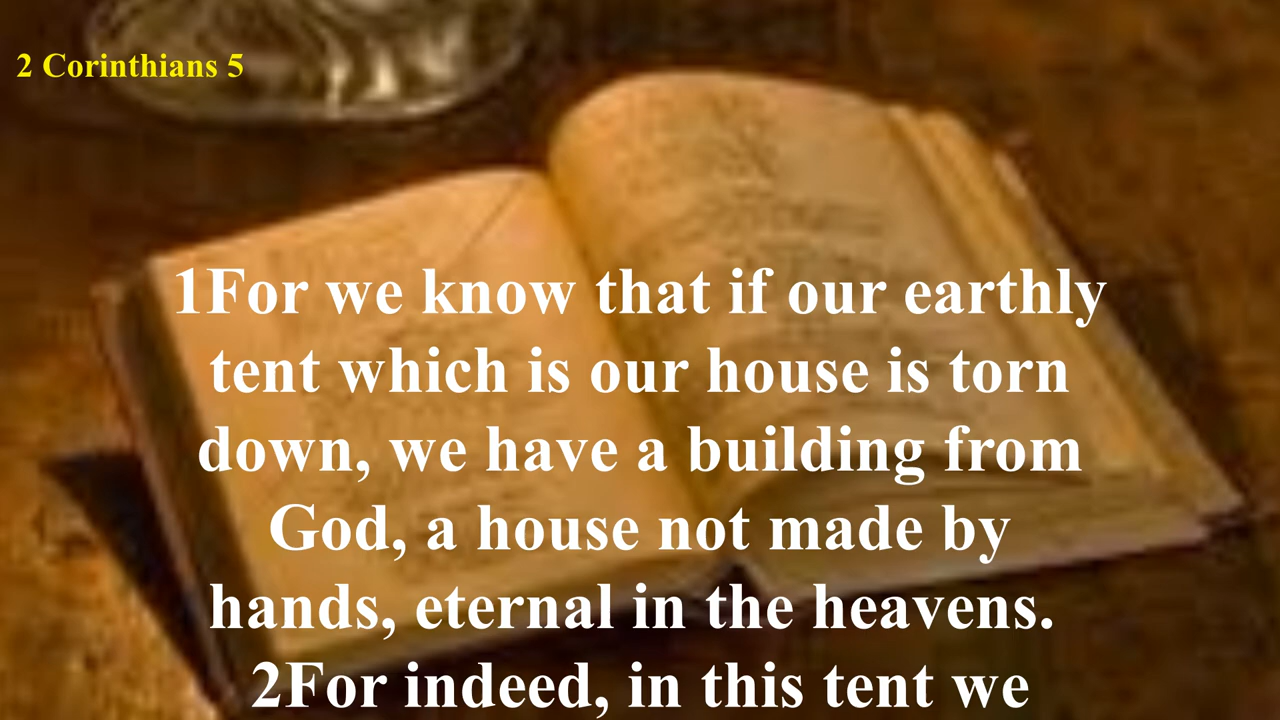 2 Corinthians 5
1For we know that if our earthly
tent which is our house is torn
down, we have a building from
God, a house not made by
hands, eternal in the heavens.
2For indeed, in this tent we